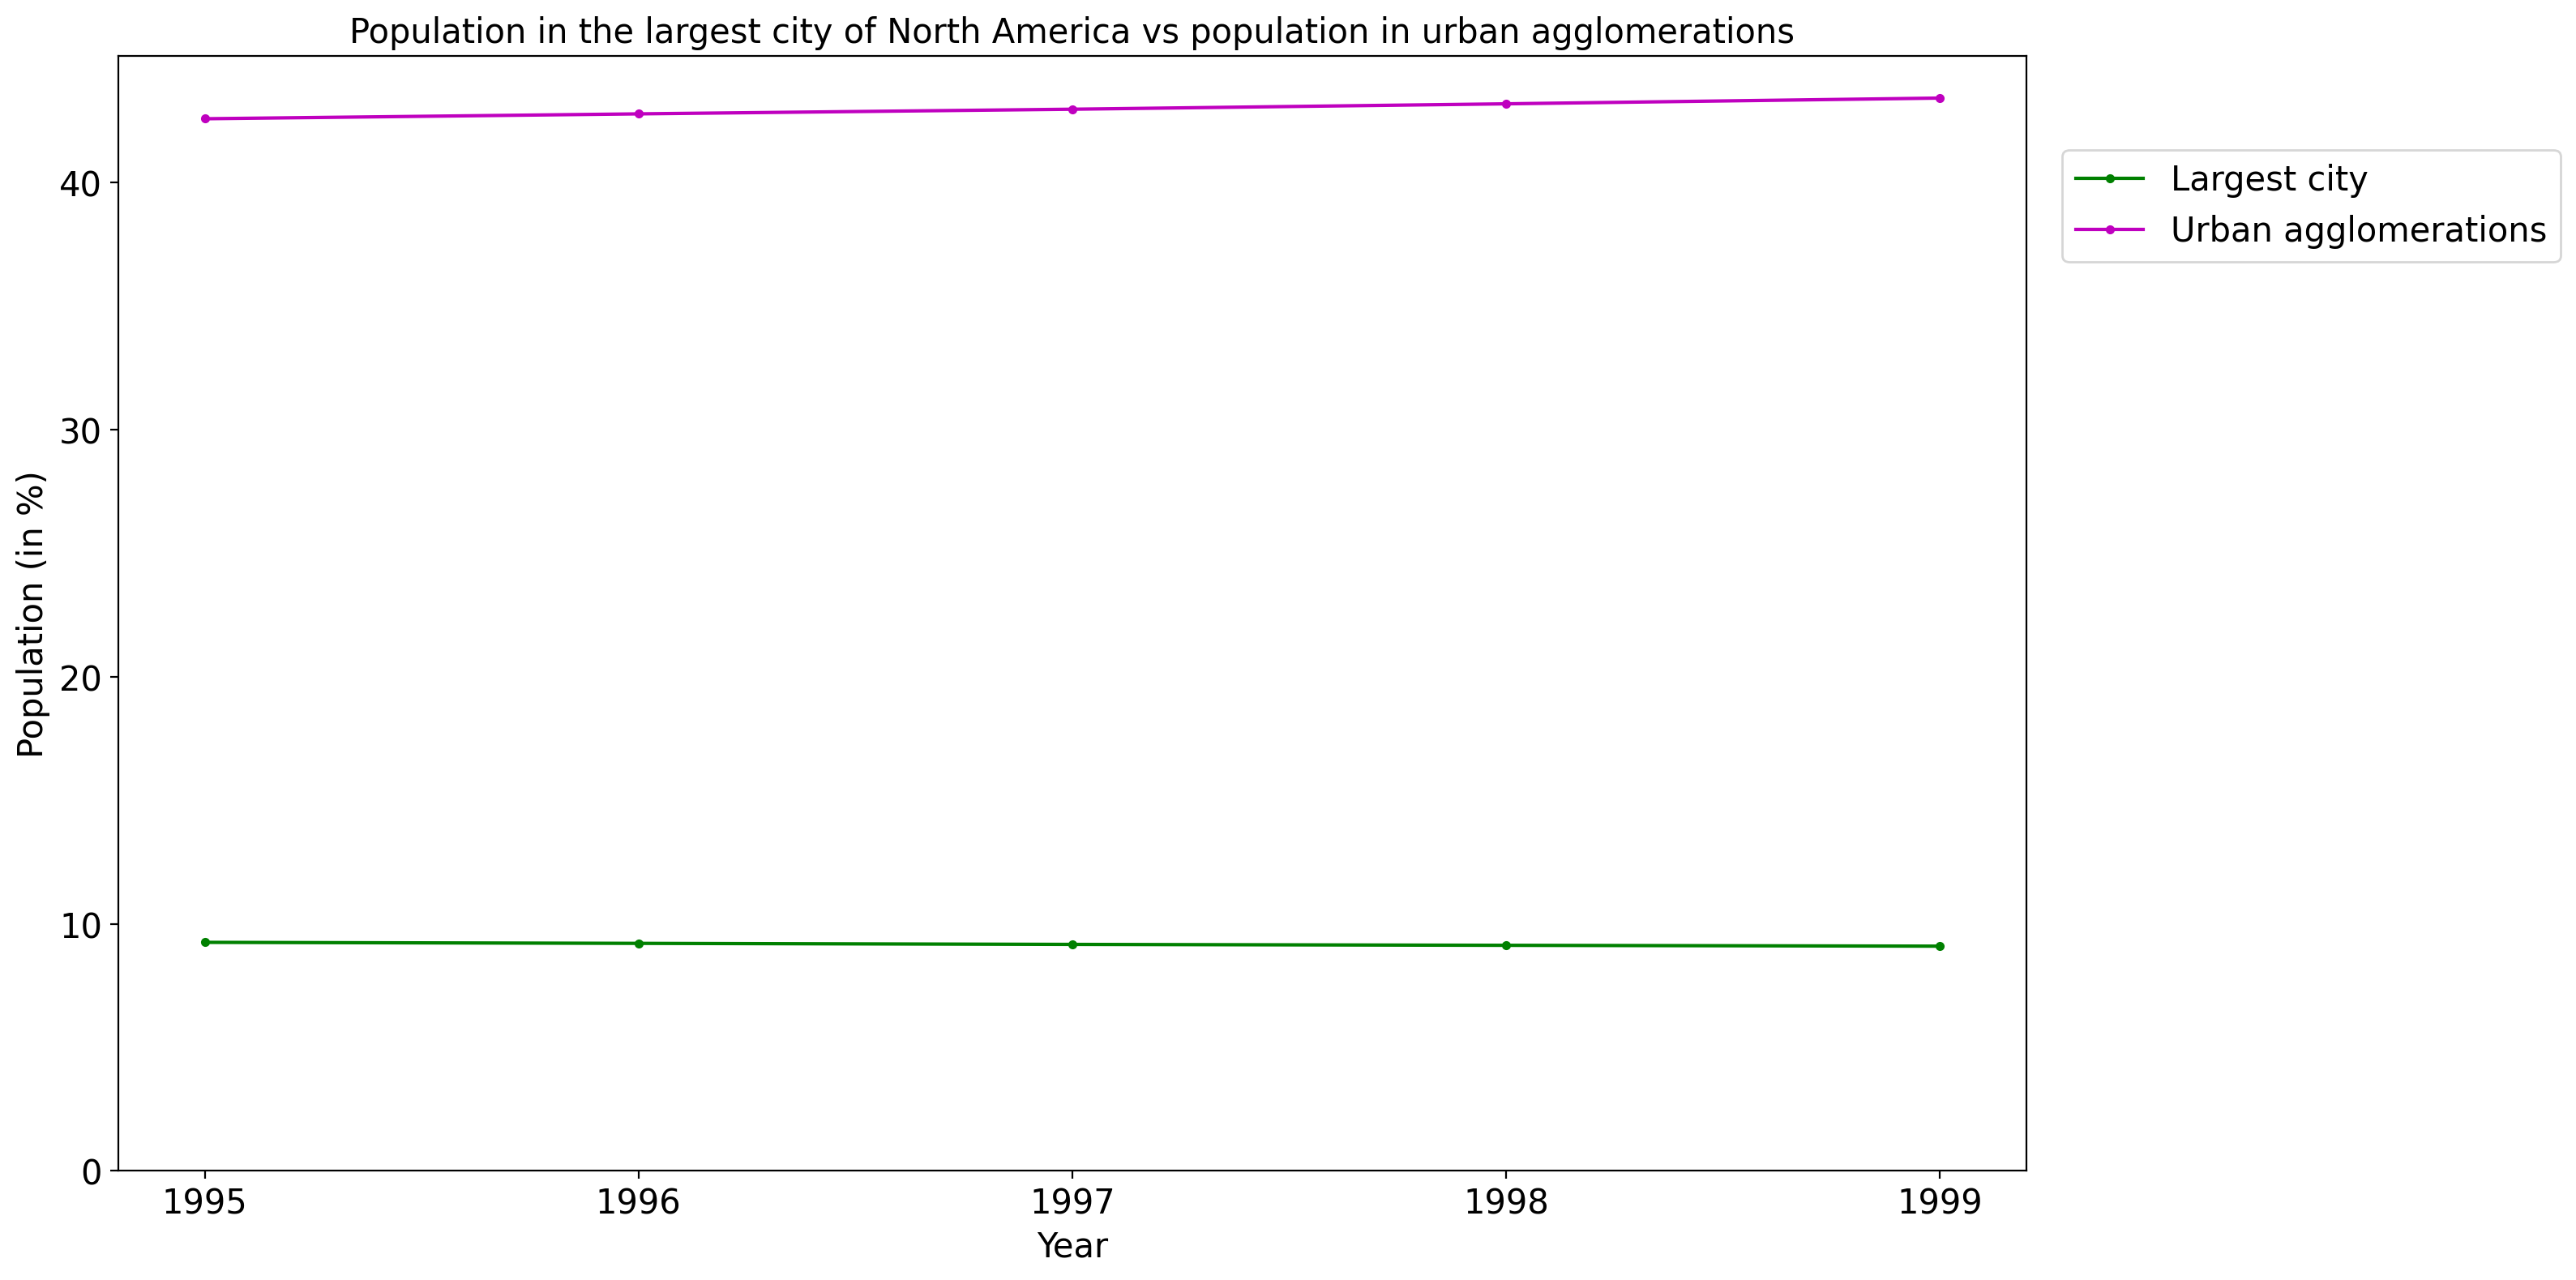 Population in the largest city of North America vs population in urban agglomerations
Population (in %)
40
30
20
10
0
1995 1996 1997 1998 1999
Year
Largest city
Urban agglomerations